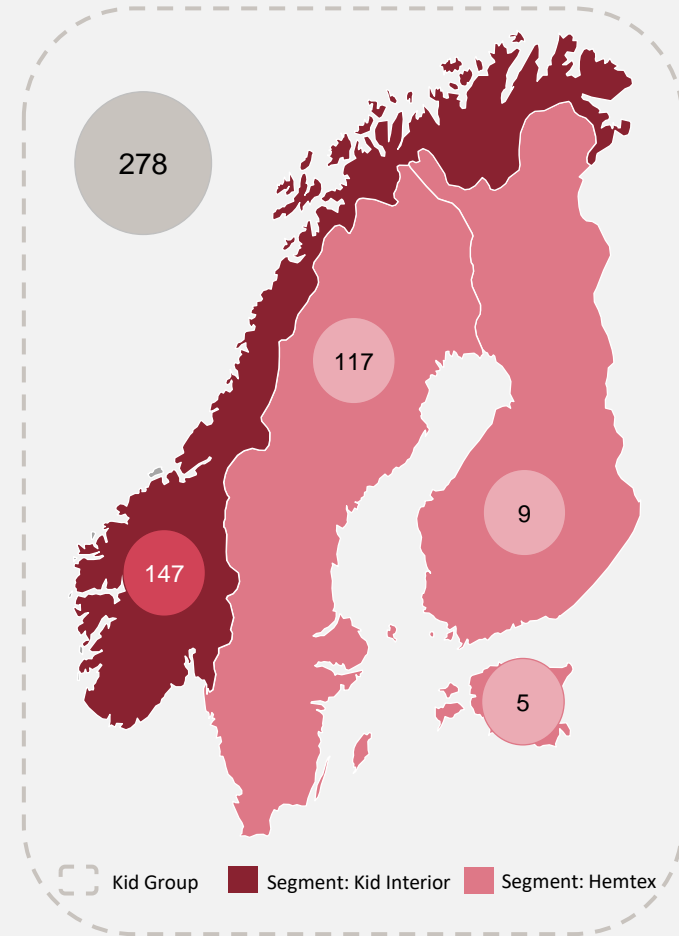 278
117
9
147
5
Kid Group
Segment: Kid Interior
Segment: Hemtex